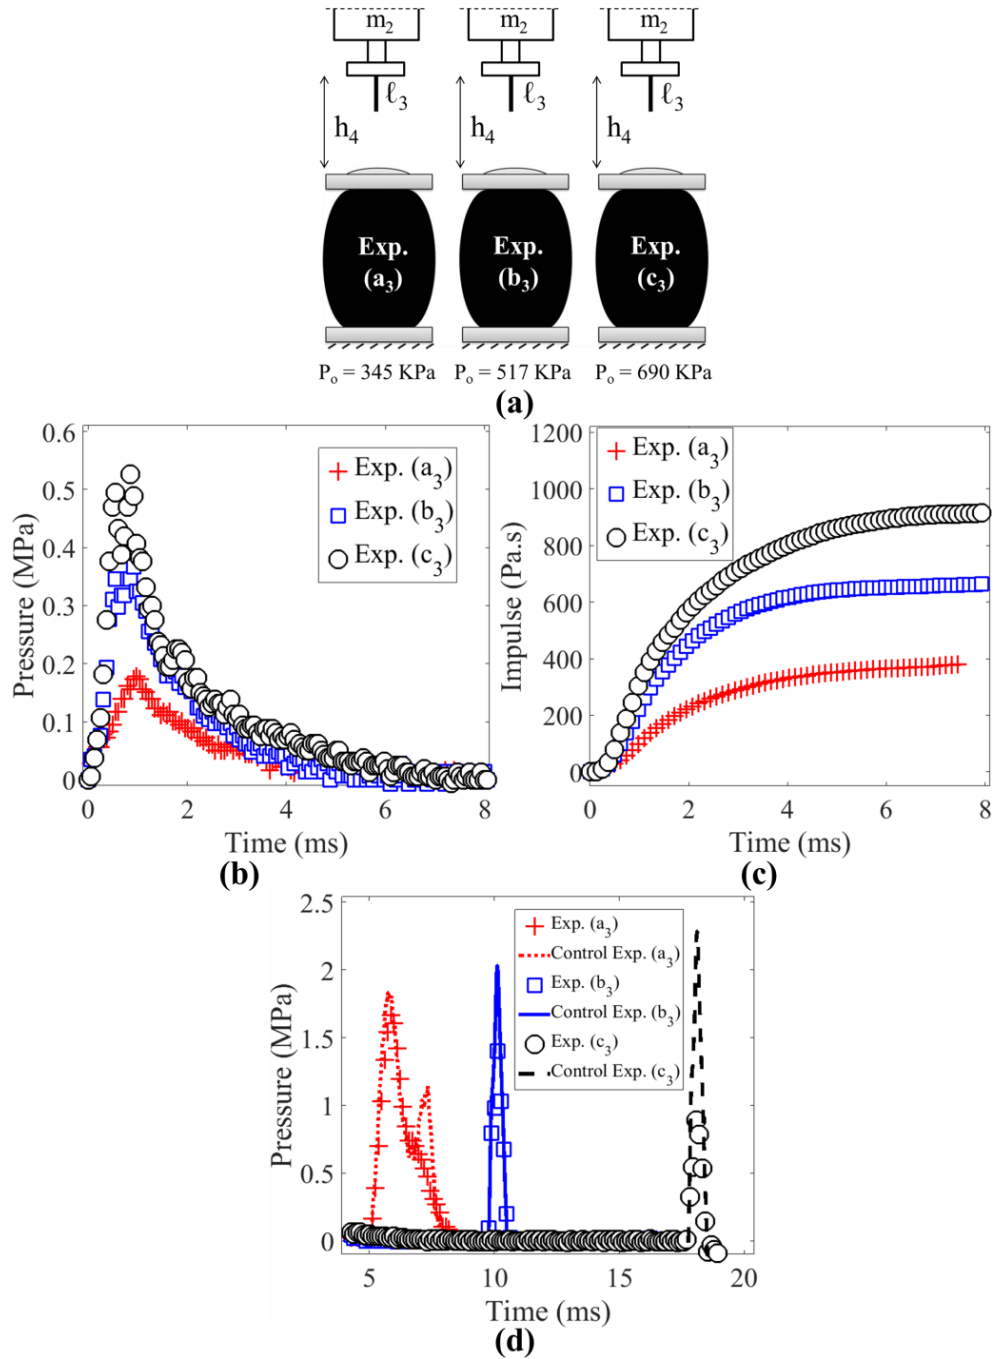 m₂ m₂ m₂
ℓ₃ ℓ₃ ℓ₃
h₄ h₄ h₄
Exp. Exp. Exp.
(a₃) (b₃) (c₃)
Pₒ = 345 KPa Pₒ = 517 KPa Pₒ = 690 KPa
(a)
0.6
0.5
0.4
0.3
0.2
0.1
0
Pressure (MPa)
Exp. (a₃)
Exp. (b₃)
Exp. (c₃)
0 2 4 6 8
Time (ms)
(b)
1200
1000
800
600
400
200
0
Impulse (Pa.s)
Exp. (a₃)
Exp. (b₃)
Exp. (c₃)
0 2 4 6 8
Time (ms)
(c)
2.5
2
1.5
1
0.5
0
Pressure (MPa)
Exp. (a₃)
Control Exp. (a₃)
Exp. (b₃)
Control Exp. (b₃)
Exp. (c₃)
Control Exp. (c₃)
5 10 15 20
Time (ms)
(d)